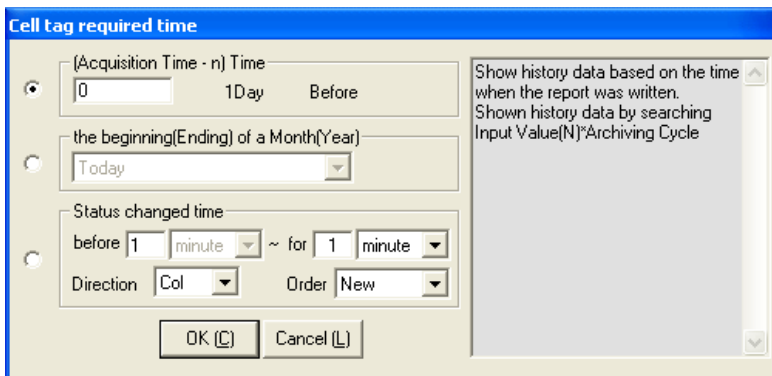 Cell tag required time
(Acquisition Time - n) Time
0 1Day Before
the beginning(Ending) of a Month(Year)
Today
Status changed time
before 1 minute ~ for 1 minute
Direction Col Order New
OK (C) Cancel (L)
Show history data based on the time
when the report was written.
Shown history data by searching
Input Value(N)*Archiving Cycle